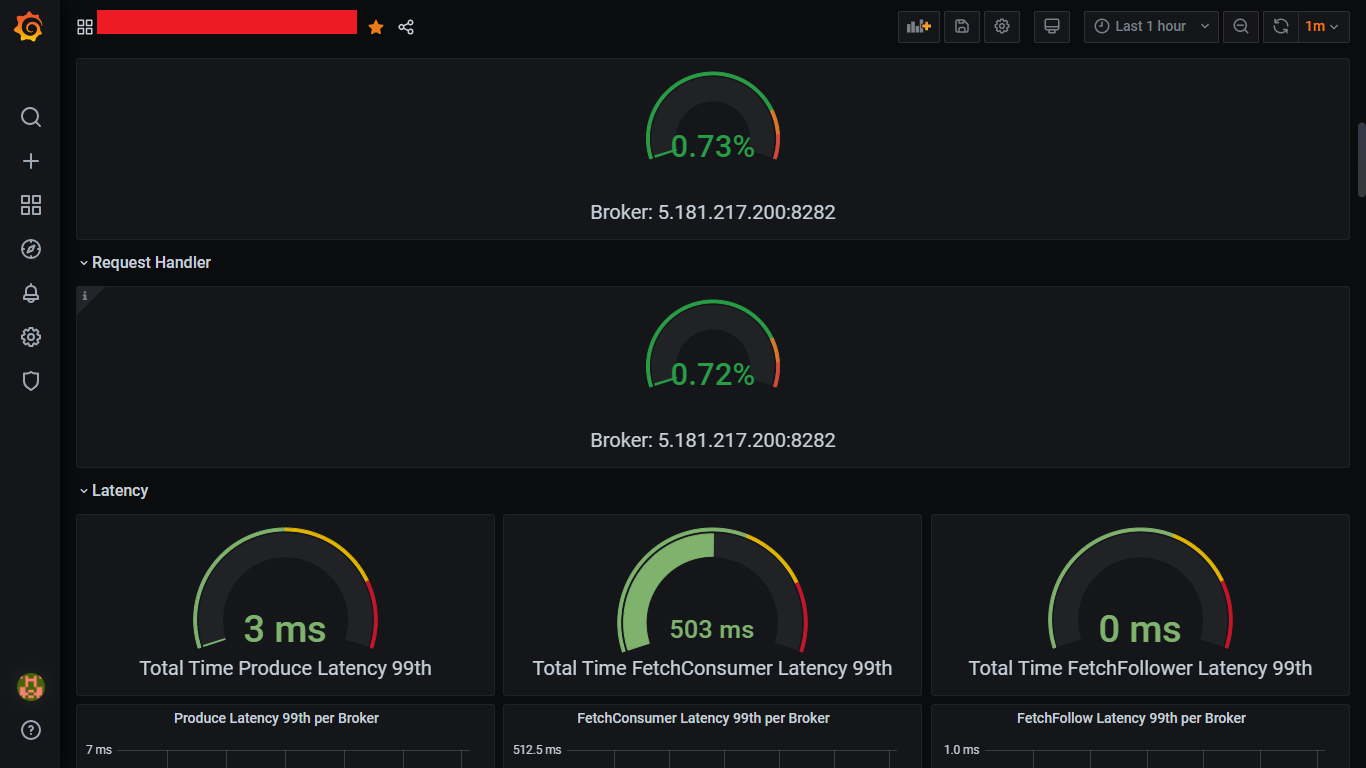 Last 1 hour
1m
0.73%
Broker: 5.181.217.200:8282
Request Handler
i
0.72%
Broker: 5.181.217.200:8282
Latency
3 ms
Total Time Produce Latency 99th
503 ms
Total Time FetchConsumer Latency 99th
0 ms
Total Time FetchFollower Latency 99th
Produce Latency 99th per Broker
7 ms
FetchConsumer Latency 99th per Broker
512.5 ms
FetchFollow Latency 99th per Broker
1.0 ms